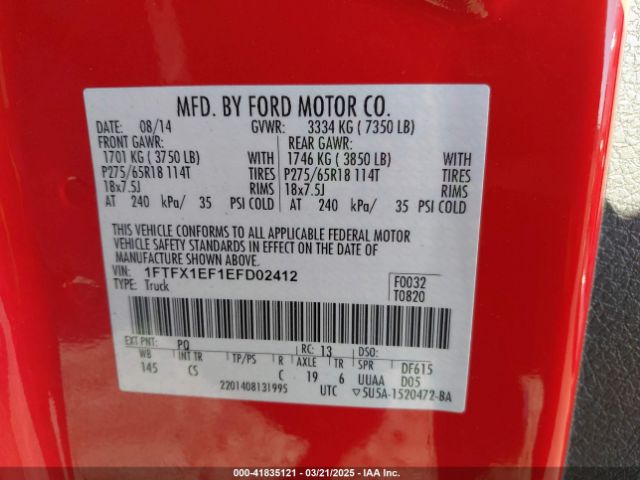 MFD. BY FORD MOTOR CO.
DATE: 08/14 GVWR: 3334 KG ( 7350 LB)
FRONT GAWR: REAR GAWR:
1701 KG ( 3750 LB) WITH 1746 KG ( 3850 LB) WITH
P275/65R18 114T TIRES P275/65R18 114T TIRES
18x7.5J RIMS 18x7.5J RIMS
AT 240 kPa/ 35 PSI COLD AT 240 kPa/ 35 PSI COLD
THIS VEHICLE CONFORMS TO ALL APPLICABLE FEDERAL MOTOR
VEHICLE SAFETY STANDARDS IN EFFECT ON THE DATE OF
MANUFACTURE SHOWN ABOVE.
VIN: 1FTFX1EF1EFD02412 F0032
TYPE: Truck T0820
EXT PNT: PQ RC: 13 DSO:
WB INT TR TP/PS R AXLE TR SPR DF615
145 CS C 19 6 UUAA D05
2201408131995 UTC ▽5U5A-1520472-BA
000-41835121 — 03/21/2025 — IAA Inc.